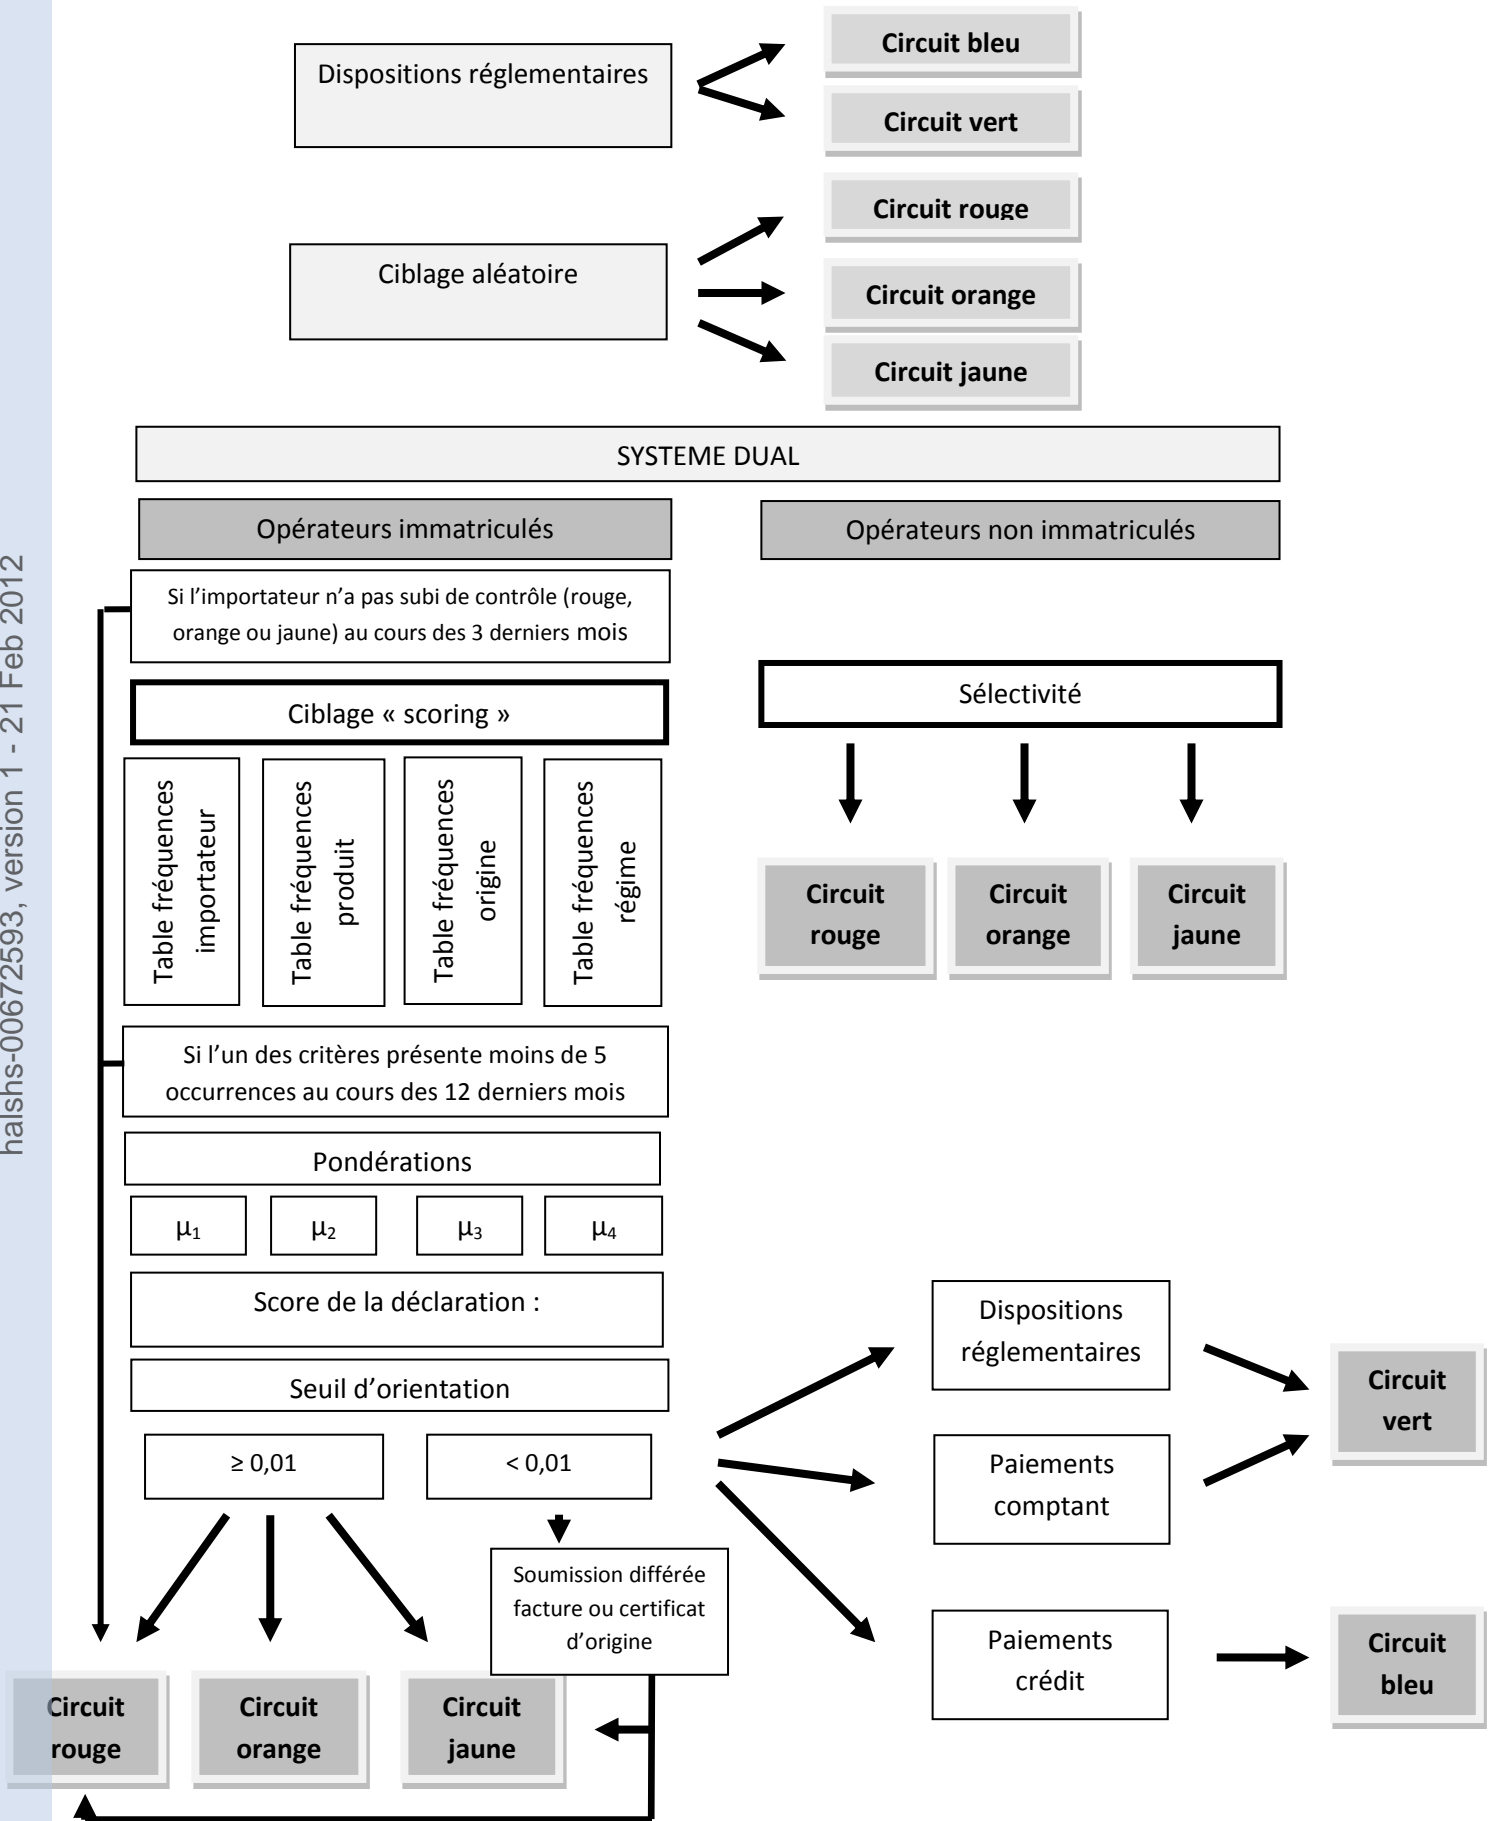 Dispositions réglementaires
Circuit bleu
Circuit vert
Ciblage aléatoire
Circuit rouge
Circuit orange
Circuit jaune
SYSTEME DUAL
Opérateurs immatriculés
Opérateurs non immatriculés
Si l'importateur n'a pas subi de contrôle (rouge,
orange ou jaune) au cours des 3 derniers mois
Ciblage « scoring »
Sélectivité
Table fréquences
importateur
Table fréquences
produit
Table fréquences
origine
Table fréquences
régime
Circuit
rouge
Circuit
orange
Circuit
jaune
Si l'un des critères présente moins de 5
occurrences au cours des 12 derniers mois
Pondérations
µ1
µ2
µ3
µ4
Score de la déclaration :
Seuil d'orientation
≥ 0,01
< 0,01
Dispositions
réglementaires
Paiements
comptant
Circuit
vert
Soumission différée
facture ou certificat
d'origine
Paiements
crédit
Circuit
bleu
Circuit
rouge
Circuit
orange
Circuit
jaune
halshs-00672593, version 1 - 21 Feb 2012